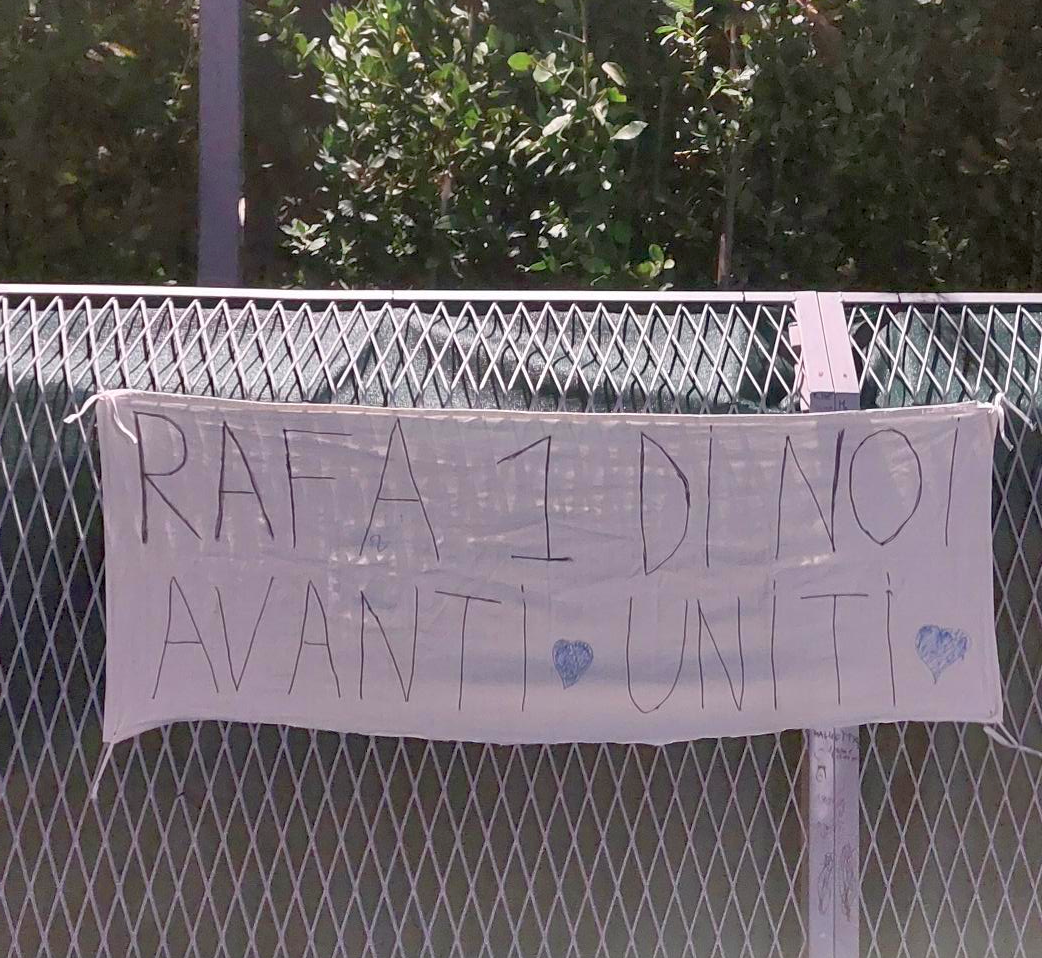 RAFA 1 DI NOI
AVANTI 💙 UNITI 💙